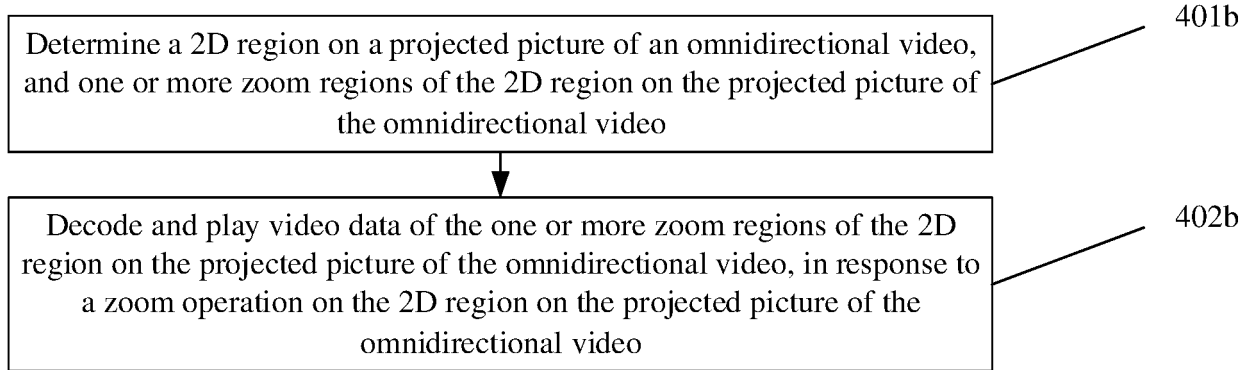 401b
Determine a 2D region on a projected picture of an omnidirectional video,
and one or more zoom regions of the 2D region on the projected picture of
the omnidirectional video
402b
Decode and play video data of the one or more zoom regions of the 2D
region on the projected picture of the omnidirectional video, in response to
a zoom operation on the 2D region on the projected picture of the
omnidirectional video